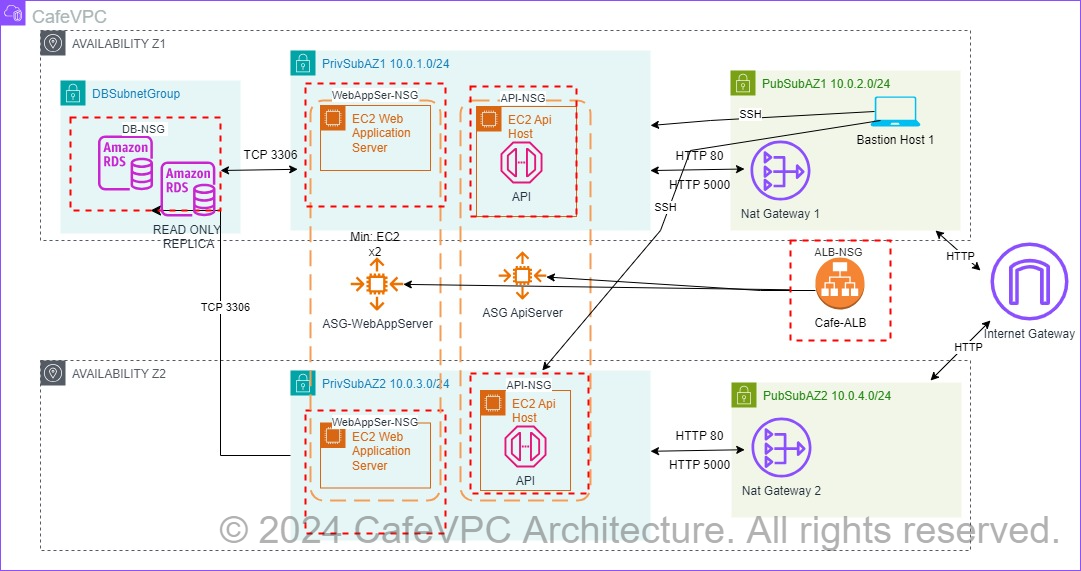 CafeVPC
AVAILABILITY Z1
PrivSubAZ1 10.0.1.0/24
PubSubAZ1 10.0.2.0/24
DBSubnetGroup
WebAppSer-NSG
API-NSG
DB-NSG
EC2 Web
Application
Server
EC2 Api
Host
API
SSH
Bastion Host 1
Amazon
RDS
Amazon
RDS
TCP 3306
HTTP 80
HTTP 5000
Nat Gateway 1
SSH
READ ONLY
REPLICA
Min: EC2
x2
ALB-NSG
HTTP
TCP 3306
ASG-WebAppServer
ASG ApiServer
Cafe-ALB
Internet Gateway
HTTP
AVAILABILITY Z2
PrivSubAZ2 10.0.3.0/24
API-NSG
PubSubAZ2 10.0.4.0/24
EC2 Api
Host
WebAppSer-NSG
EC2 Web
Application
Server
API
HTTP 80
HTTP 5000
Nat Gateway 2
© 2024 CafeVPC Architecture. All rights reserved.